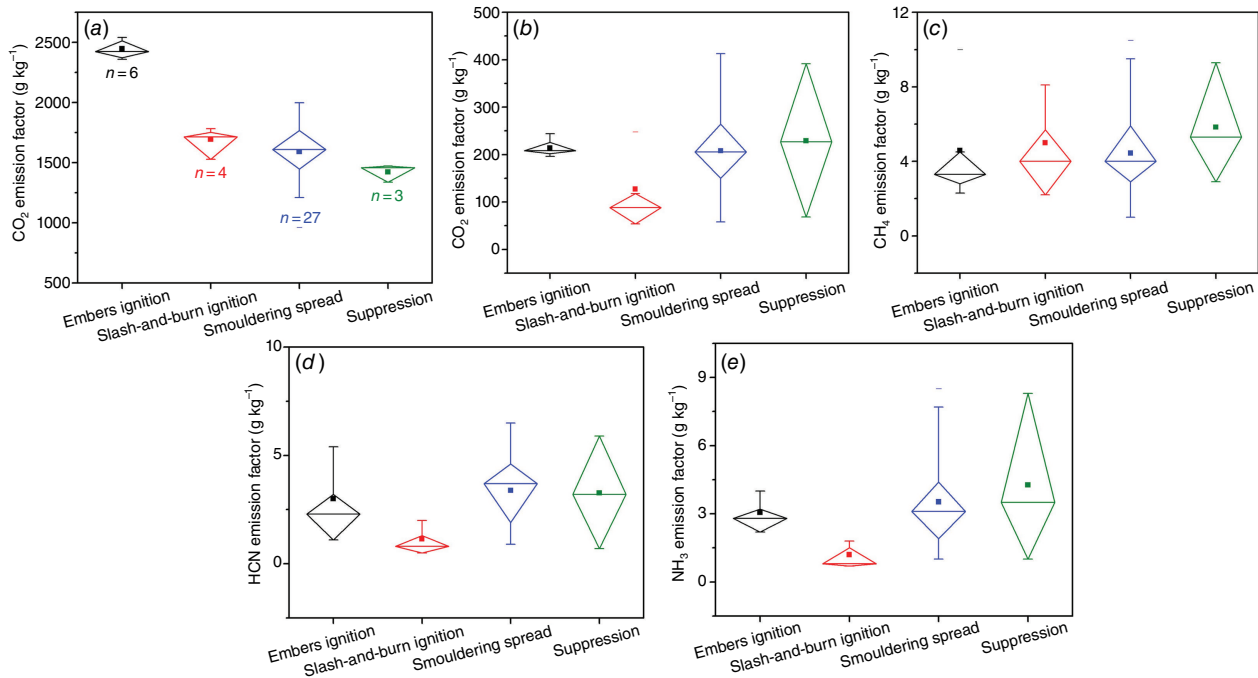 (a)
CO₂ emission factor (g kg⁻¹)
2500
2000
1500
1000
500
n = 6
n = 4
n = 27
n = 3
Embers ignition
Slash-and-burn ignition
Smouldering spread
Suppression
(b)
CO₂ emission factor (g kg⁻¹)
500
400
300
200
100
0
Embers ignition
Slash-and-burn ignition
Smouldering spread
Suppression
(c)
CH₄ emission factor (g kg⁻¹)
12
8
4
0
Embers ignition
Slash-and-burn ignition
Smouldering spread
Suppression
(d)
HCN emission factor (g kg⁻¹)
10
5
0
Embers ignition
Slash-and-burn ignition
Smouldering spread
Suppression
(e)
NH₃ emission factor (g kg⁻¹)
9
6
3
0
Embers ignition
Slash-and-burn ignition
Smouldering spread
Suppression